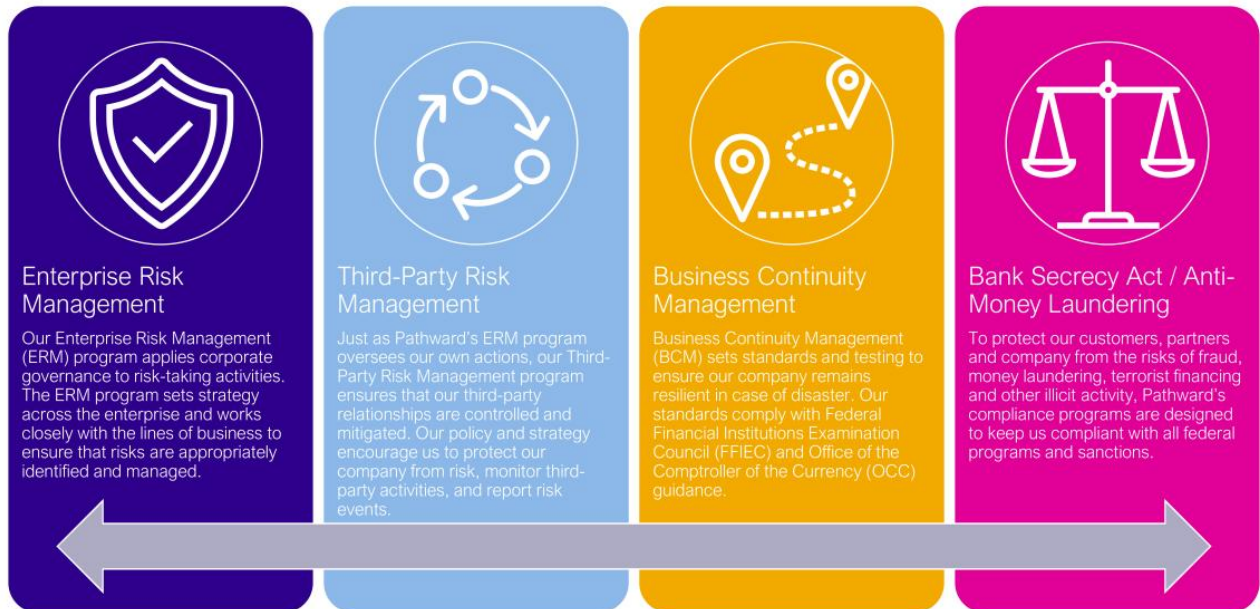 Enterprise Risk
Management
Our Enterprise Risk Management
(ERM) program applies corporate
governance to risk-taking activities.
The ERM program sets strategy
across the enterprise and works
closely with the lines of business to
ensure that risks are appropriately
identified and managed.
Third-Party Risk
Management
Just as Pathward's ERM program
oversees our own actions, our Third-
Party Risk Management program
ensures that our third-party
relationships are controlled and
mitigated. Our policy and strategy
encourage us to protect our
company from risk, monitor third-
party activities, and report risk
events.
Business Continuity
Management
Business Continuity Management
(BCM) sets standards and testing to
ensure our company remains
resilient in case of disaster. Our
standards comply with Federal
Financial Institutions Examination
Council (FFIEC) and Office of the
Comptroller of the Currency (OCC)
guidance.
Bank Secrecy Act / Anti-
Money Laundering
To protect our customers, partners
and company from the risks of fraud,
money laundering, terrorist financing
and other illicit activity, Pathward's
compliance programs are designed
to keep us compliant with all federal
programs and sanctions.